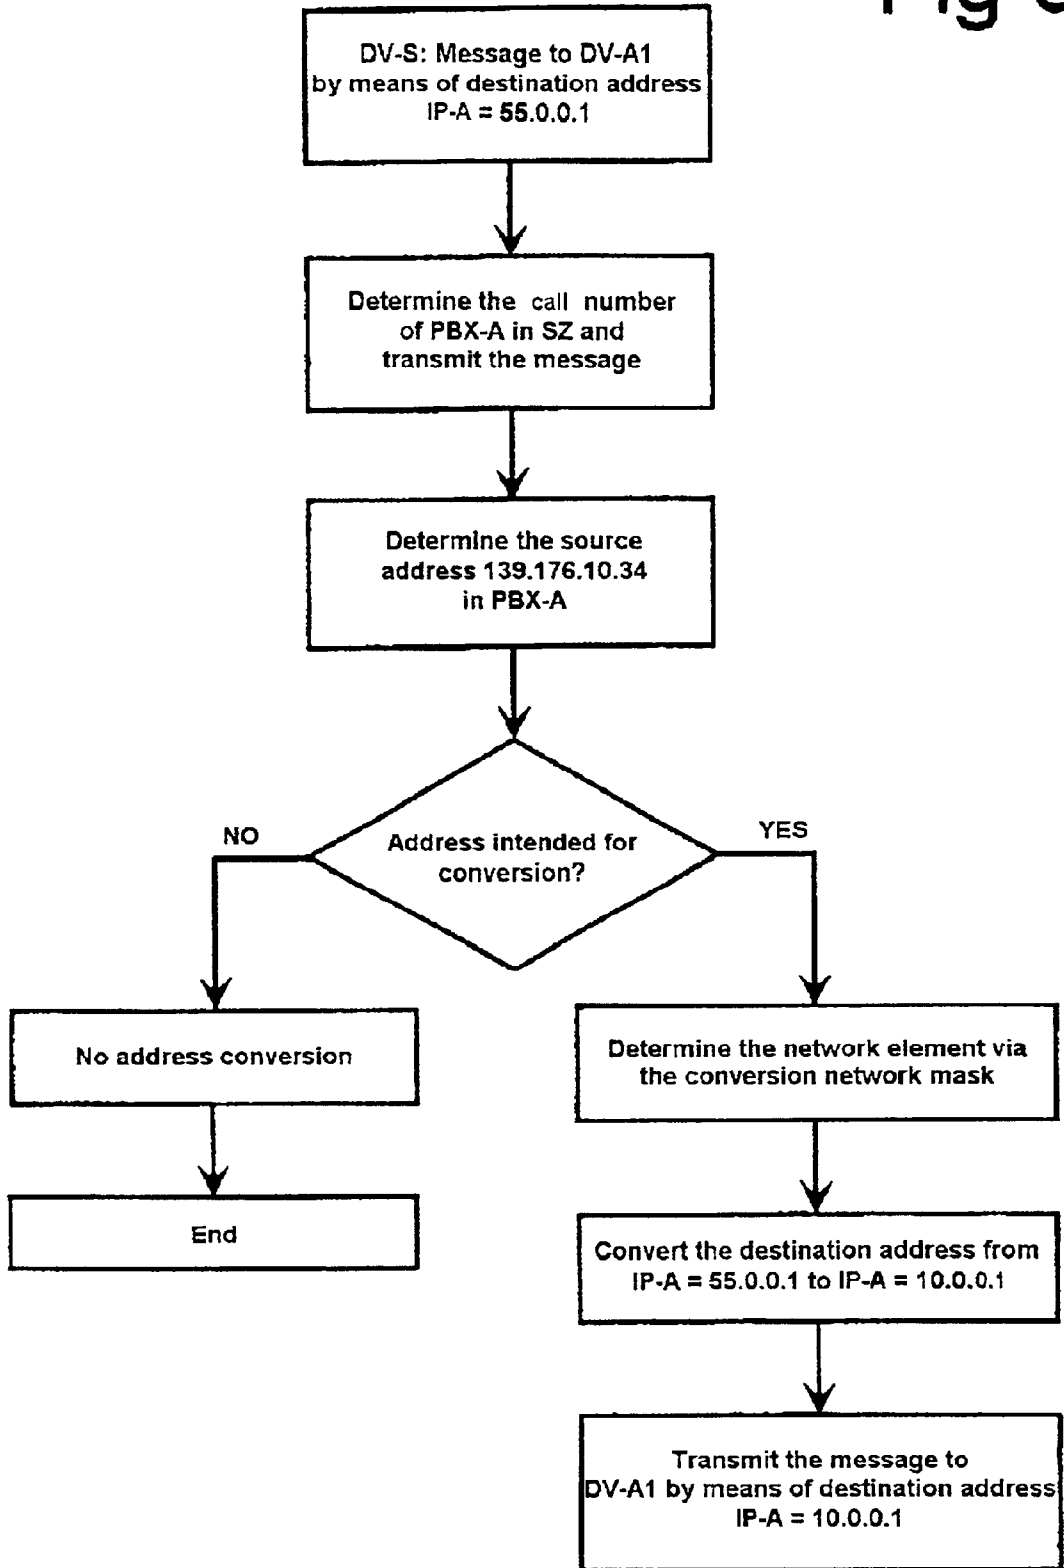 Fig
DV-S: Message to DV-A1
by means of destination address
IP-A = 55.0.0.1
Determine the call number
of PBX-A in SZ and
transmit the message
Determine the source
address 139.176.10.34
in PBX-A
Address intended for
conversion?
NO
YES
No address conversion
End
Determine the network element via
the conversion network mask
Convert the destination address from
IP-A = 55.0.0.1 to IP-A = 10.0.0.1
Transmit the message to
DV-A1 by means of destination address
IP-A = 10.0.0.1